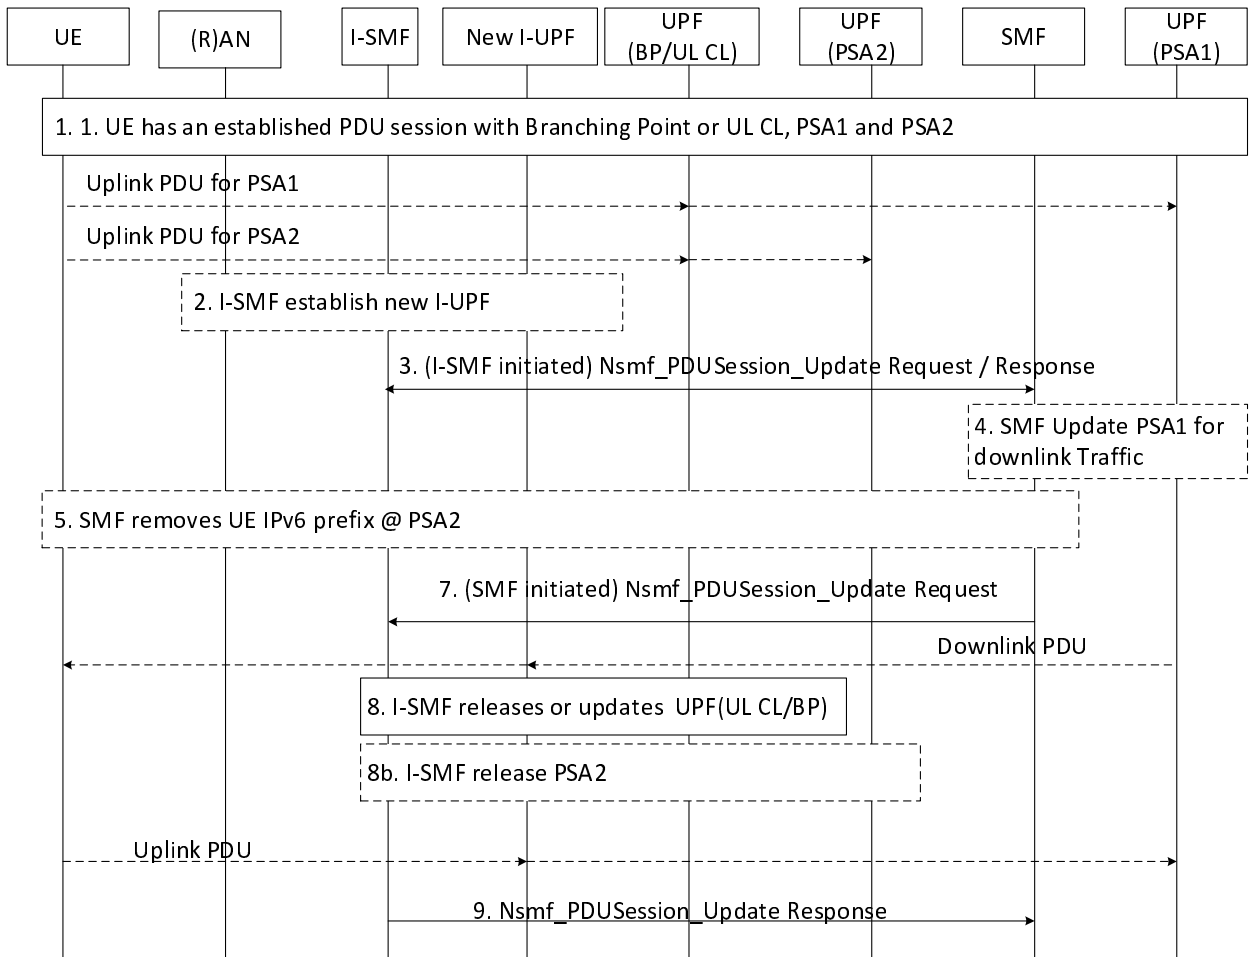 UE
(R)AN
I-SMF
New I-UPF
UPF
(BP/UL CL)
UPF
(PSA2)
SMF
UPF
(PSA1)
1. 1. UE has an established PDU session with Branching Point or UL CL, PSA1 and PSA2
Uplink PDU for PSA1
Uplink PDU for PSA2
2. I-SMF establish new I-UPF
3. (I-SMF initiated) Nsmf_PDUSession_Update Request / Response
4. SMF Update PSA1 for
downlink Traffic
5. SMF removes UE IPv6 prefix @ PSA2
7. (SMF initiated) Nsmf_PDUSession_Update Request
Downlink PDU
8. I-SMF releases or updates UPF(UL CL/BP)
8b. I-SMF release PSA2
Uplink PDU
9. Nsmf_PDUSession_Update Response